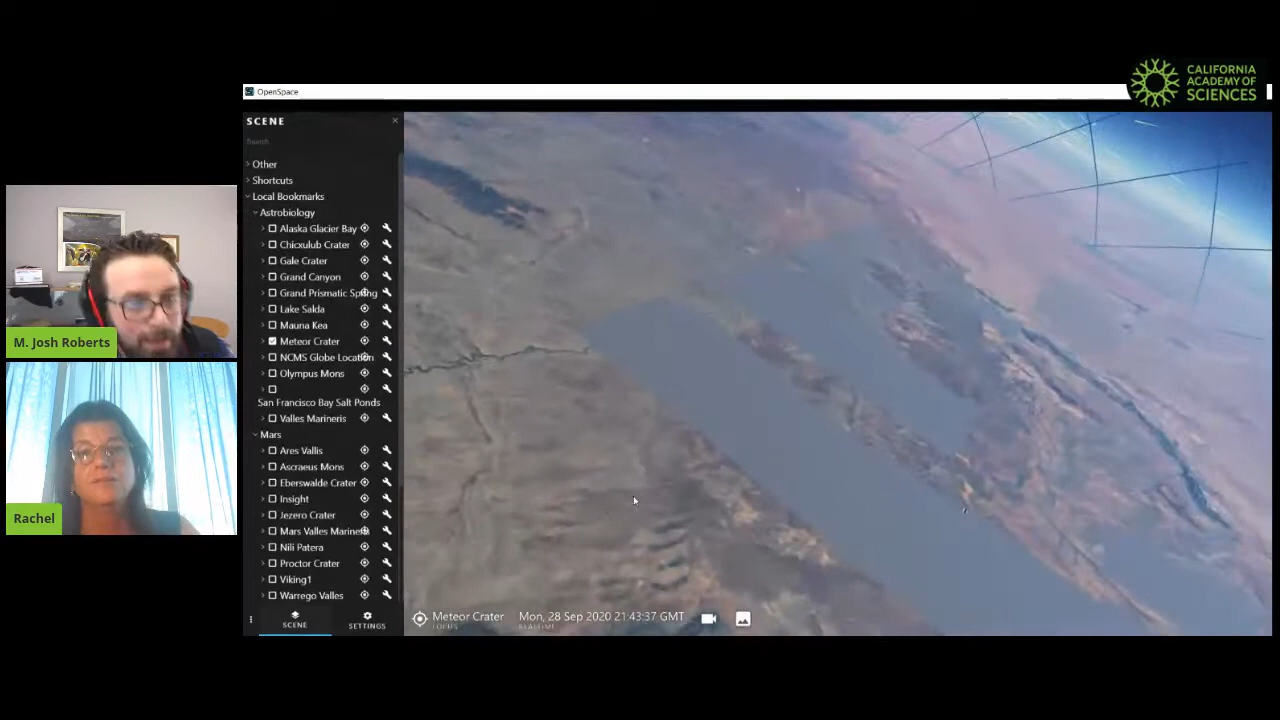 CALIFORNIA
ACADEMY OF
SCIENCES
OpenSpace
SCENE
Search
Other
Shortcuts
Local Bookmarks
Astrobiology
Alaska Glacier Bay
Chicxulub Crater
Gale Crater
Grand Canyon
Grand Prismatic Spring
Lake Salda
Mauna Kea
Meteor Crater
NCMS Globe Location
Olympus Mons
San Francisco Bay Salt Ponds
Valles Marineris
Mars
Ares Vallis
Ascraeus Mons
Eberswalde Crater
Insight
Jezero Crater
Mars Valles Marineris
Nili Patera
Proctor Crater
Viking1
Warrego Valles
SCENE
SETTINGS
Meteor Crater
FOCUS
Mon, 28 Sep 2020 21:43:37 GMT
REALTIME
M. Josh Roberts
Rachel